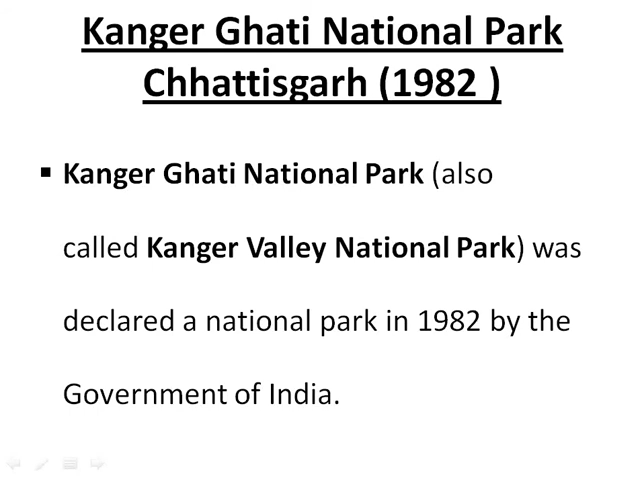 Kanger Ghati National Park
Chhattisgarh (1982 )
▪ Kanger Ghati National Park (also
called Kanger Valley National Park) was
declared a national park in 1982 by the
Government of India.